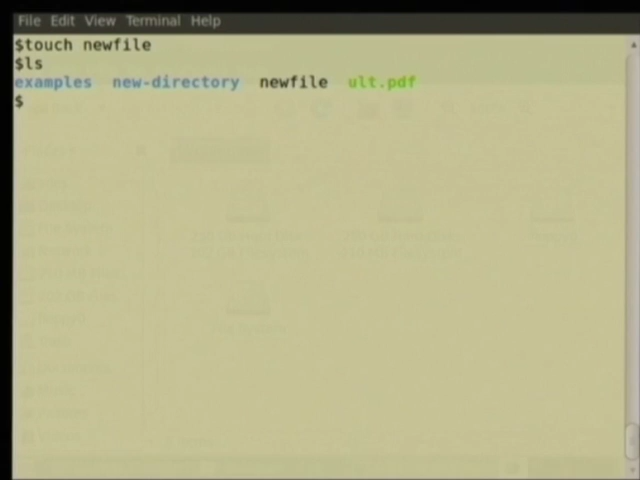 File Edit View Terminal Help
$touch newfile
$ls
examples new-directory newfile ult.pdf
$